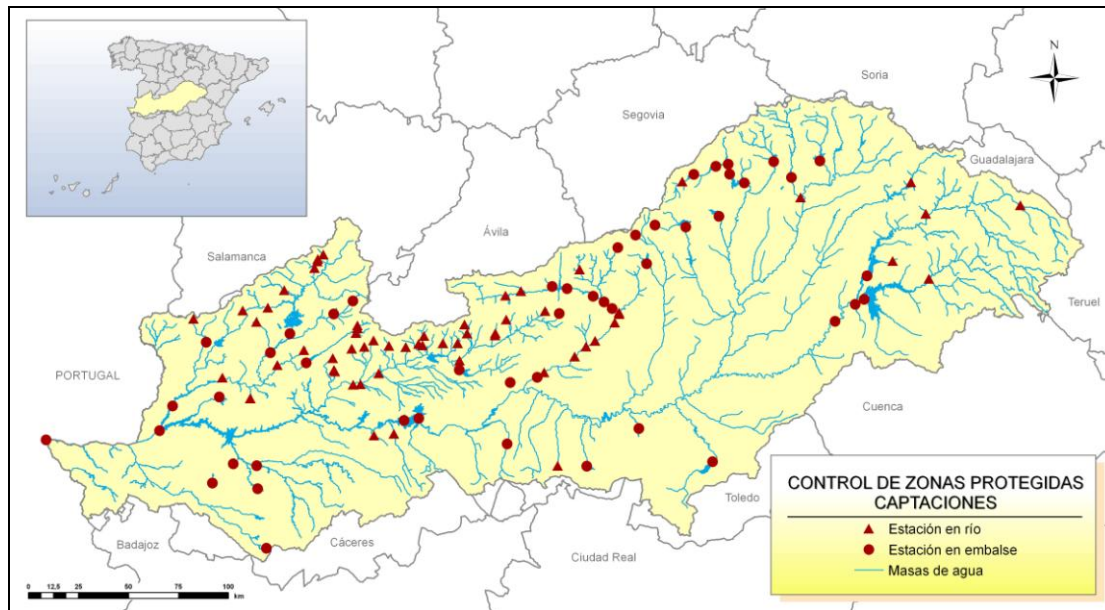 N
Soria
Segovia
Guadalajara
Ávila
Salamanca
Teruel
PORTUGAL
Cuenca
CONTROL DE ZONAS PROTEGIDAS
CAPTACIONES
Estación en río
Estación en embalse
Masas de agua
Toledo
Badajoz
Cáceres
Ciudad Real
0 12,5 25 50 75 100
km